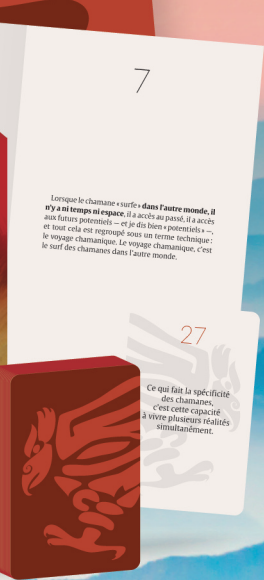 7
Lorsque le chamane « surfe » dans l'autre monde, il
n'y a ni temps ni espace, il a accès au passé, il a accès
aux futurs potentiels — et je dis bien « potentiels » —,
et tout cela est regroupé sous un terme technique :
le voyage chamanique. Le voyage chamanique, c'est
le surf des chamanes dans l'autre monde.
27
Ce qui fait la spécificité
des chamanes,
c'est cette capacité
à vivre plusieurs réalités
simultanément.